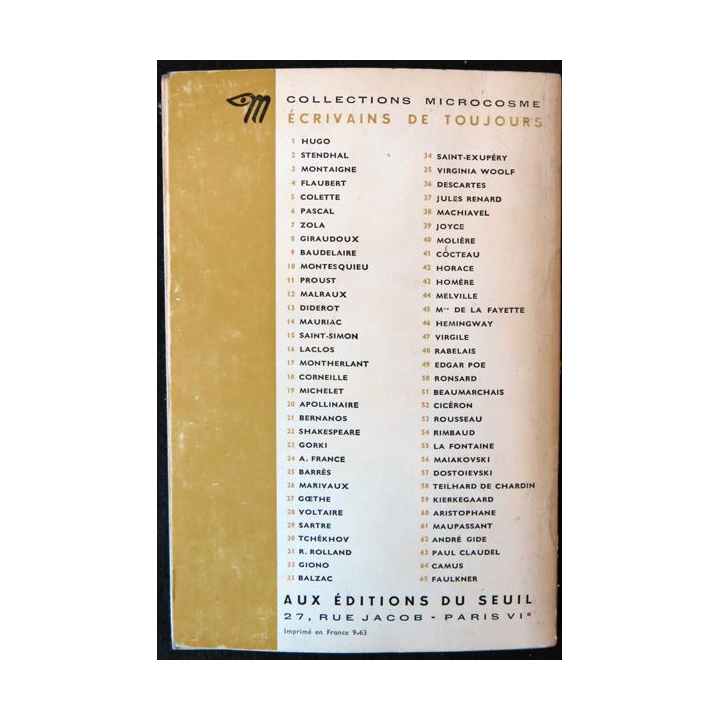 m
COLLECTIONS MICROCOSME
ÉCRIVAINS DE TOUJOURS
1 HUGO
2 STENDHAL
3 MONTAIGNE
4 FLAUBERT
5 COLETTE
6 PASCAL
7 ZOLA
8 GIRAUDOUX
9 BAUDELAIRE
10 MONTESQUIEU
11 PROUST
12 MALRAUX
13 DIDEROT
14 MAURIAC
15 SAINT-SIMON
16 LACLOS
17 MONTHERLANT
18 CORNEILLE
19 MICHELET
20 APOLLINAIRE
21 BERNANOS
22 SHAKESPEARE
23 GORKI
24 A. FRANCE
25 BARRÈS
26 MARIVAUX
27 GŒTHE
28 VOLTAIRE
29 SARTRE
30 TCHÉKHOV
31 R. ROLLAND
32 GIONO
33 BALZAC
34 SAINT-EXUPÉRY
35 VIRGINIA WOOLF
36 DESCARTES
37 JULES RENARD
38 MACHIAVEL
39 JOYCE
40 MOLIÈRE
41 COCTEAU
42 HORACE
43 HOMÈRE
44 MELVILLE
45 Mme DE LA FAYETTE
46 HEMINGWAY
47 VIRGILE
48 RABELAIS
49 EDGAR POE
50 RONSARD
51 BEAUMARCHAIS
52 CICÉRON
53 ROUSSEAU
54 RIMBAUD
55 LA FONTAINE
56 MAIAKOVSKI
57 DOSTOIEVSKI
58 TEILHARD DE CHARDIN
59 KIERKEGAARD
60 ARISTOPHANE
61 MAUPASSANT
62 ANDRÉ GIDE
63 PAUL CLAUDEL
64 CAMUS
65 FAULKNER
AUX ÉDITIONS DU SEUIL
27, RUE JACOB - PARIS VIe
Imprimé en France 9-63